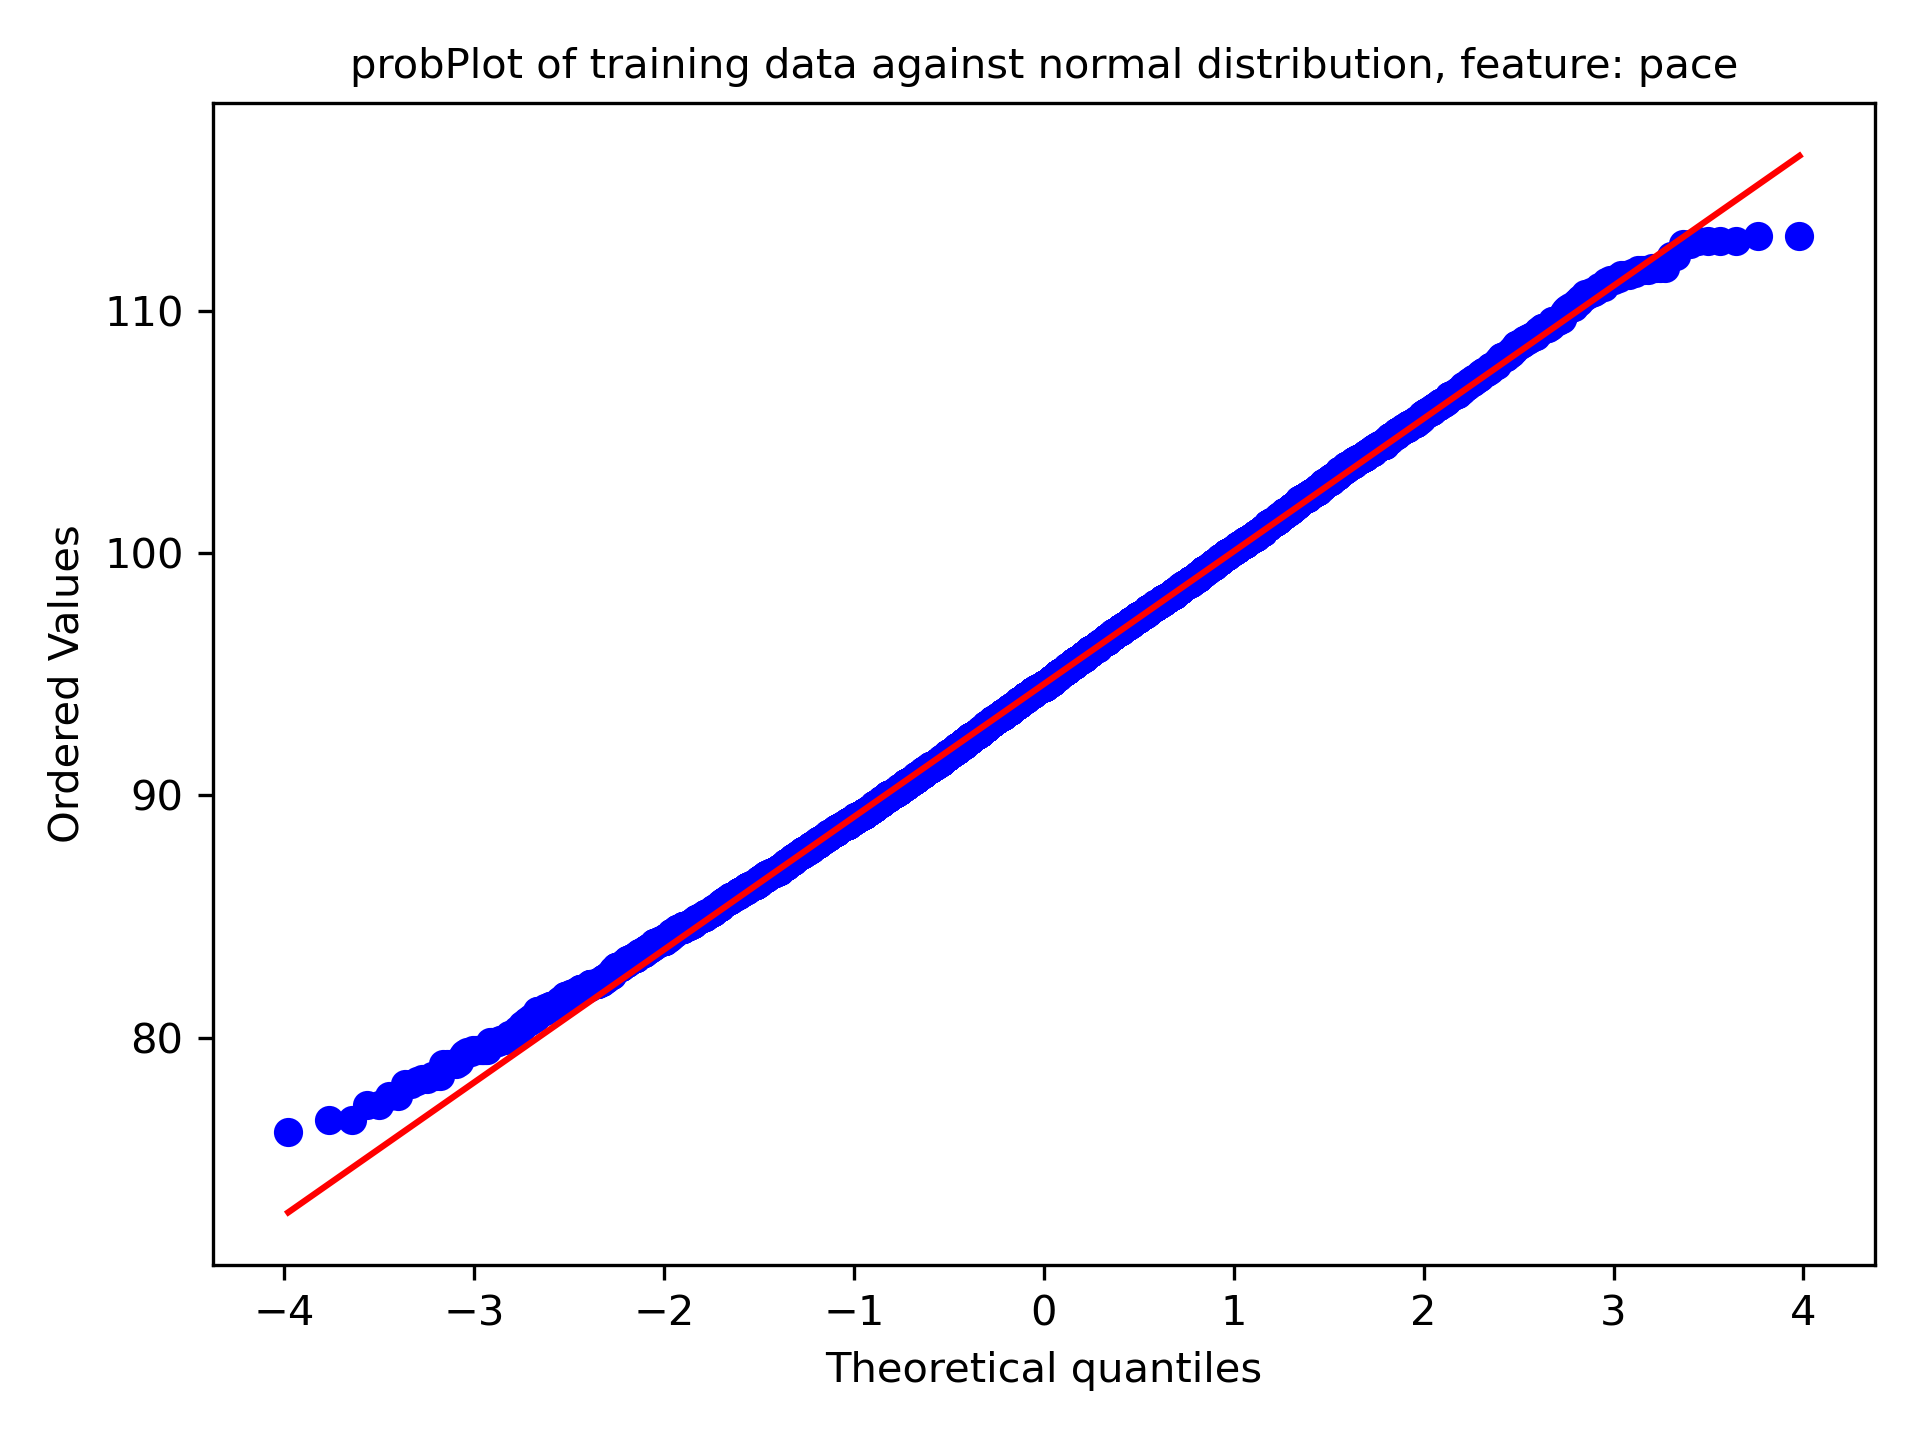 probPlot of training data against normal distribution, feature: pace
110
100
90
80
Ordered Values
−4 −3 −2 −1 0 1 2 3 4
Theoretical quantiles